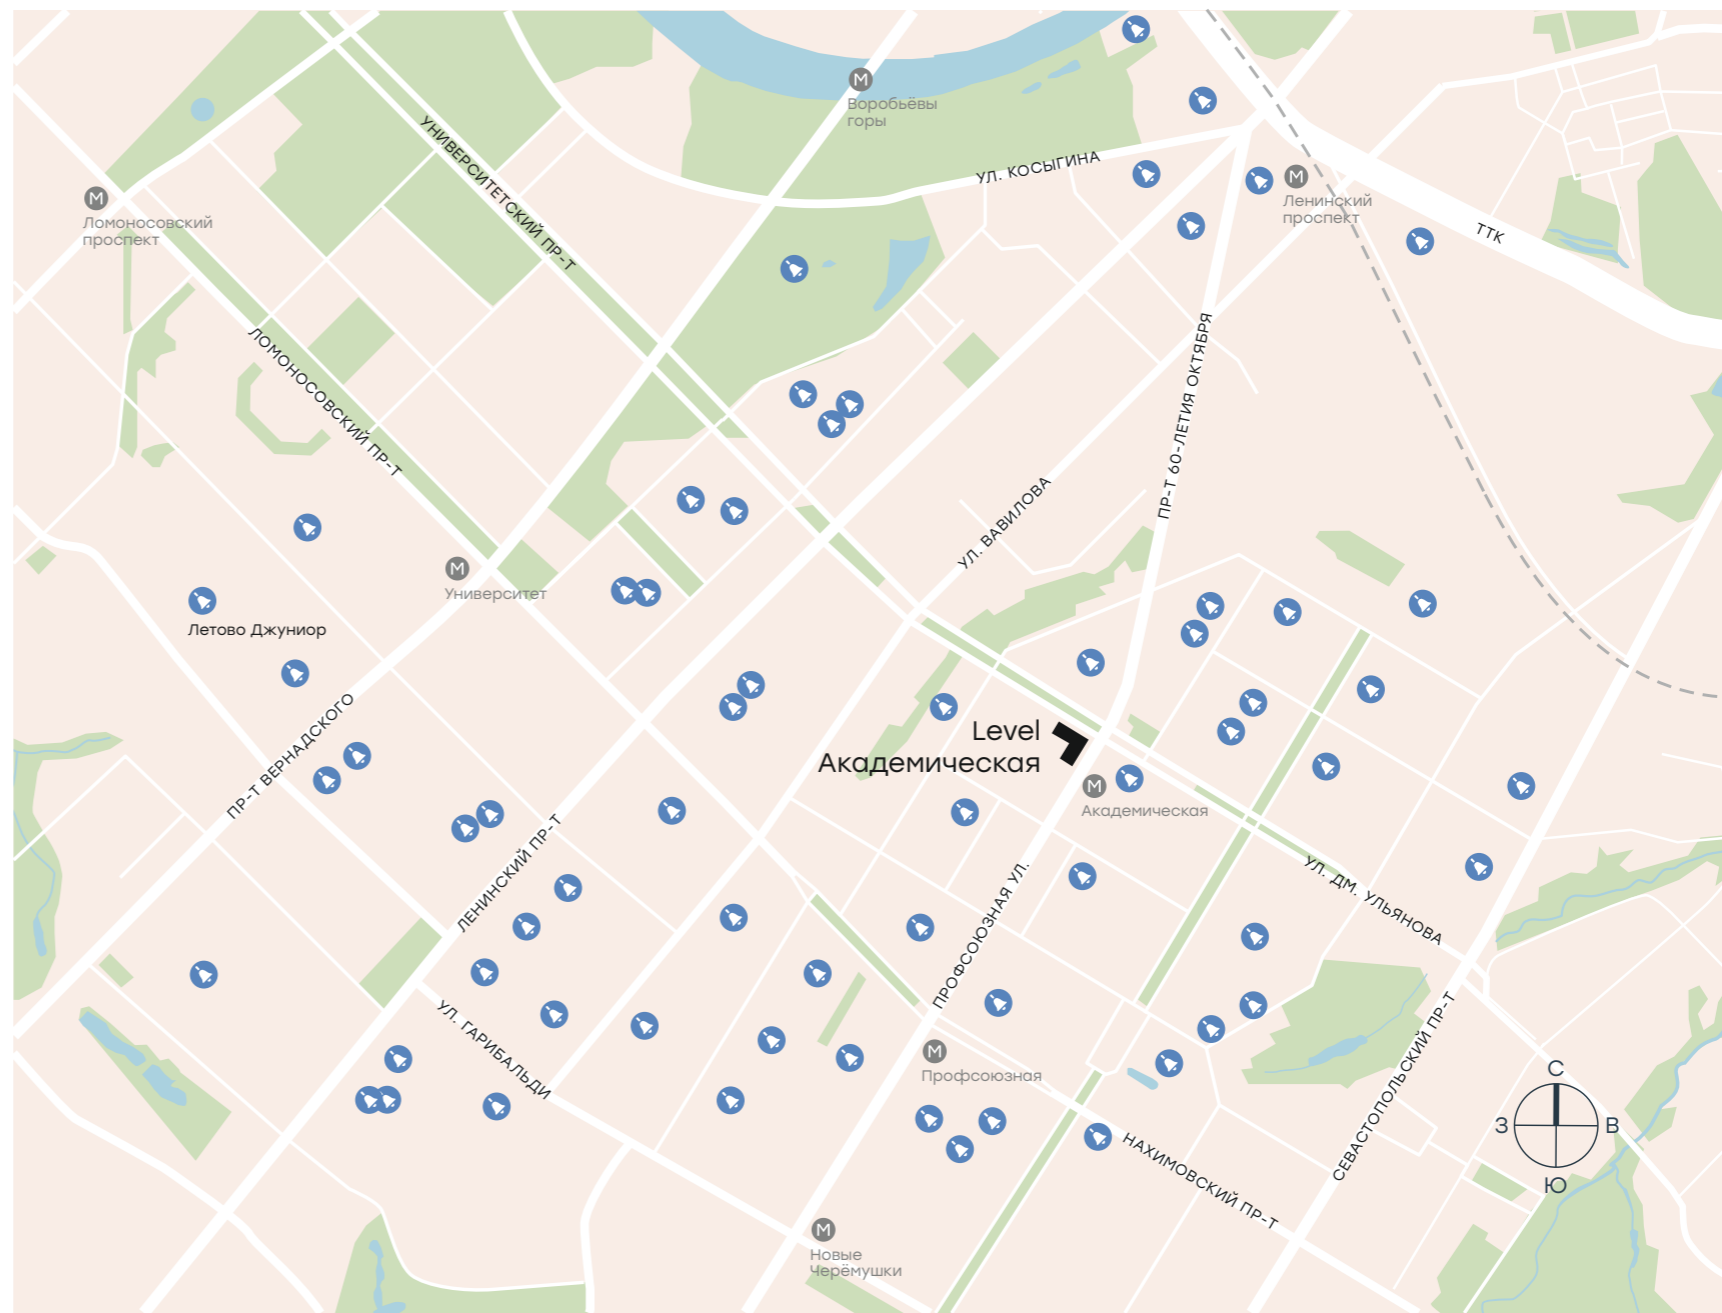 М
Воробьёвы
горы
УНИВЕРСИТЕТСКИЙ ПР-Т
УЛ. КОСЫГИНА
М
Ленинский
проспект
М
Ломоносовский
проспект
ТТК
ЛОМОНОСОВСКИЙ ПР-Т
ПР-Т 60-ЛЕТИЯ ОКТЯБРЯ
УЛ. ВАВИЛОВА
М
Университет
Летово Джуниор
ПР-Т ВЕРНАДСКОГО
Level
Академическая
М
Академическая
ЛЕНИНСКИЙ ПР-Т
ПРОФСОЮЗНАЯ УЛ.
УЛ. ДМ. УЛЬЯНОВА
УЛ. ГАРИБАЛЬДИ
М
Профсоюзная
СЕВАСТОПОЛЬСКИЙ ПР-Т
НАХИМОВСКИЙ ПР-Т
С
З
В
Ю
М
Новые
Черёмушки